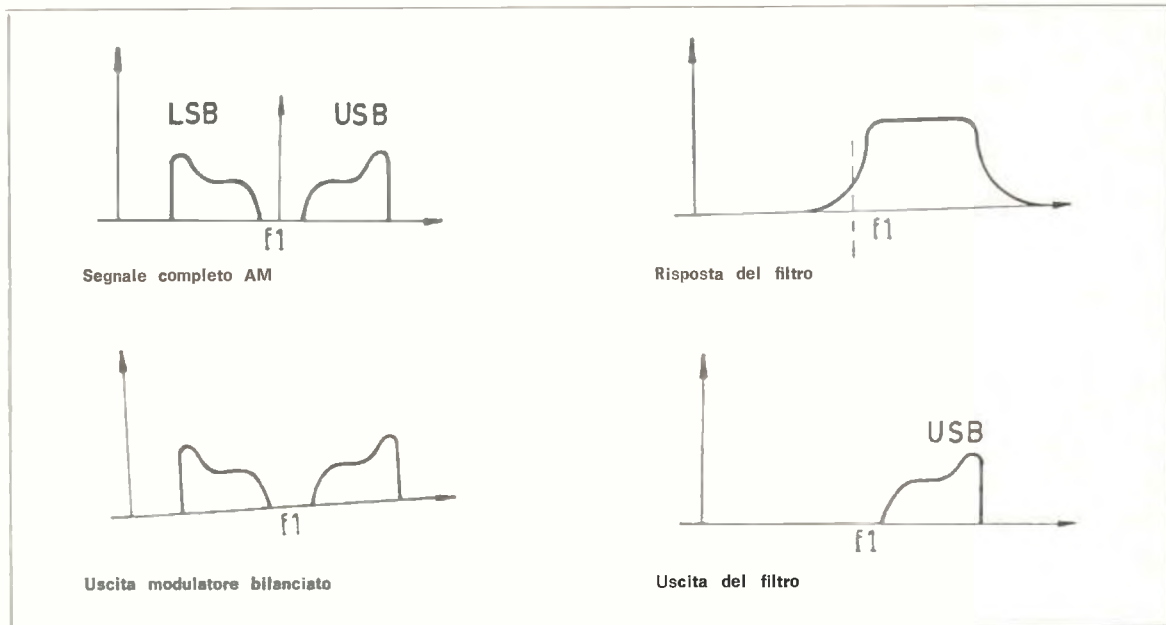 LSB USB
f1
Segnale completo AM
f1
Risposta del filtro
f1
Uscita modulatore bilanciato
USB
f1
Uscita del filtro